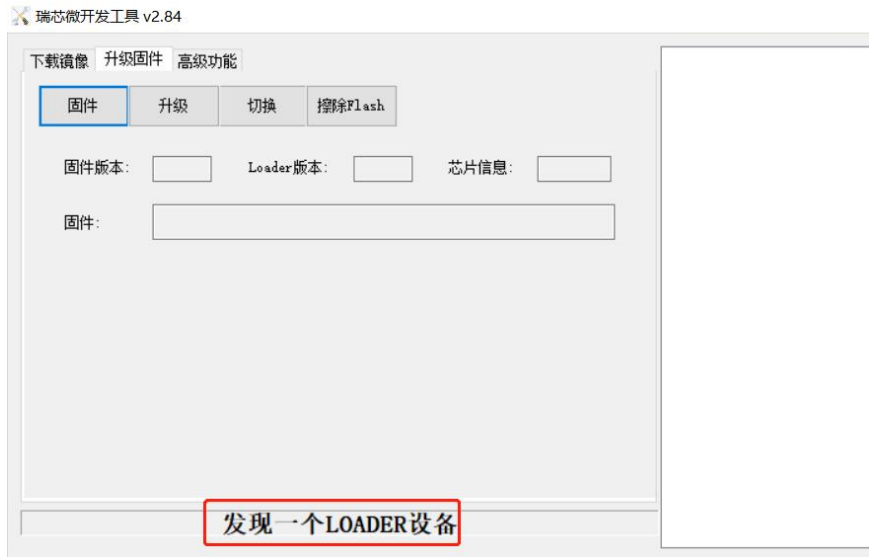 瑞芯微开发工具 v2.84
下载镜像 升级固件 高级功能
固件 升级 切换 擦除Flash
固件版本: Loader版本: 芯片信息:
固件:
发现一个LOADER设备